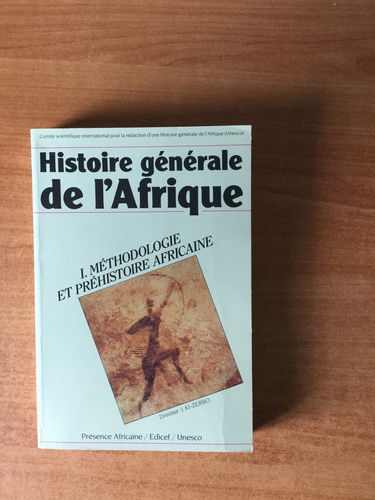 Comité scientifique international pour la rédaction d'une Histoire générale de l'Afrique (Unesco)
Histoire générale
de l'Afrique
I. MÉTHODOLOGIE
ET PRÉHISTOIRE AFRICAINE
Directeur J. KI-ZERBO
Présence Africaine / Edicef / Unesco